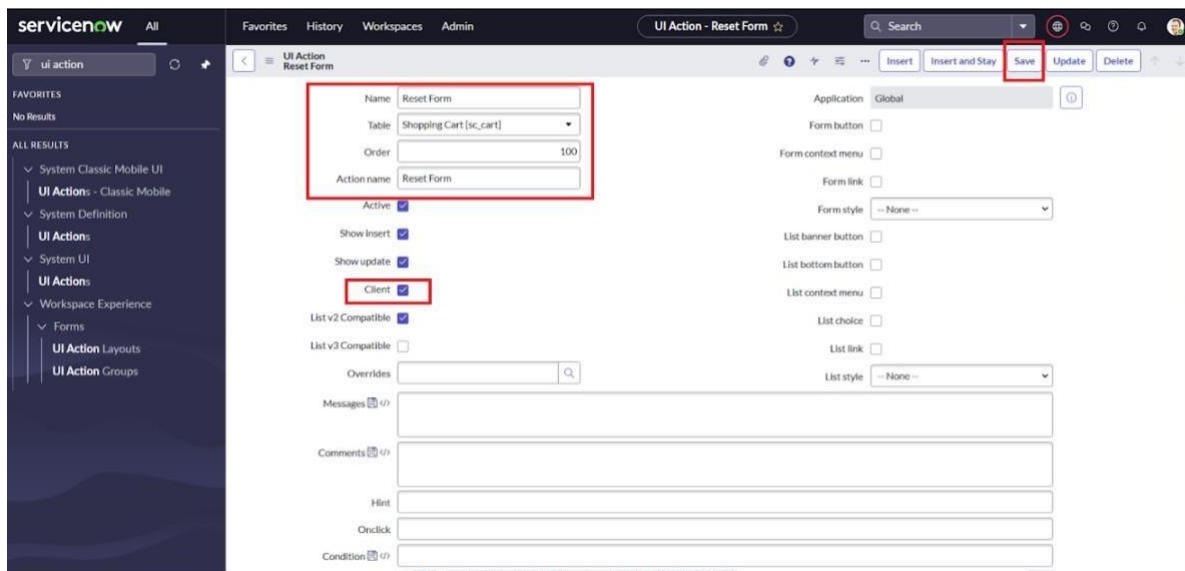 servicenow All Favorites History Workspaces Admin UI Action - Reset Form Search
ui action
UI Action
Reset Form
Insert Insert and Stay Save Update Delete
FAVORITES
No Results
ALL RESULTS
System Classic Mobile UI
UI Actions - Classic Mobile
System Definition
UI Actions
System UI
UI Actions
Workspace Experience
Forms
UI Action Layouts
UI Action Groups
Name Reset Form
Table Shopping Cart [sc_cart]
Order 100
Action name Reset Form
Active
Show insert
Show update
Client
List v2 Compatible
List v3 Compatible
Overrides
Application Global
Form button
Form context menu
Form link
Form style -- None --
List banner button
List bottom button
List context menu
List choice
List link
List style -- None --
Messages
Comments
Hint
Onclick
Condition